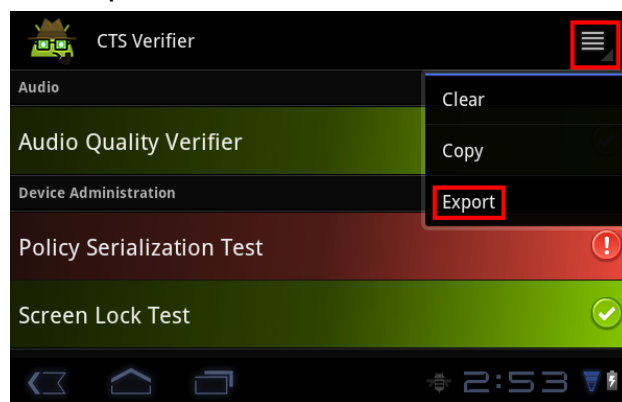 CTS Verifier
Audio
Clear
Audio Quality Verifier
Copy
Device Administration
Export
Policy Serialization Test
Screen Lock Test
2:53